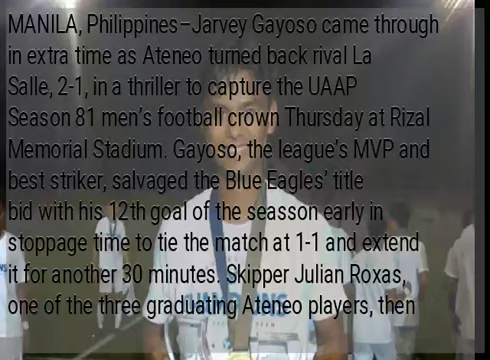 MANILA, Philippines–Jarvey Gayoso came through
in extra time as Ateneo turned back rival La
Salle, 2-1, in a thriller to capture the UAAP
Season 81 men's football crown Thursday at Rizal
Memorial Stadium. Gayoso, the league's MVP and
best striker, salvaged the Blue Eagles' title
bid with his 12th goal of the seasson early in
stoppage time to tie the match at 1-1 and extend
it for another 30 minutes. Skipper Julian Roxas,
one of the three graduating Ateneo players, then